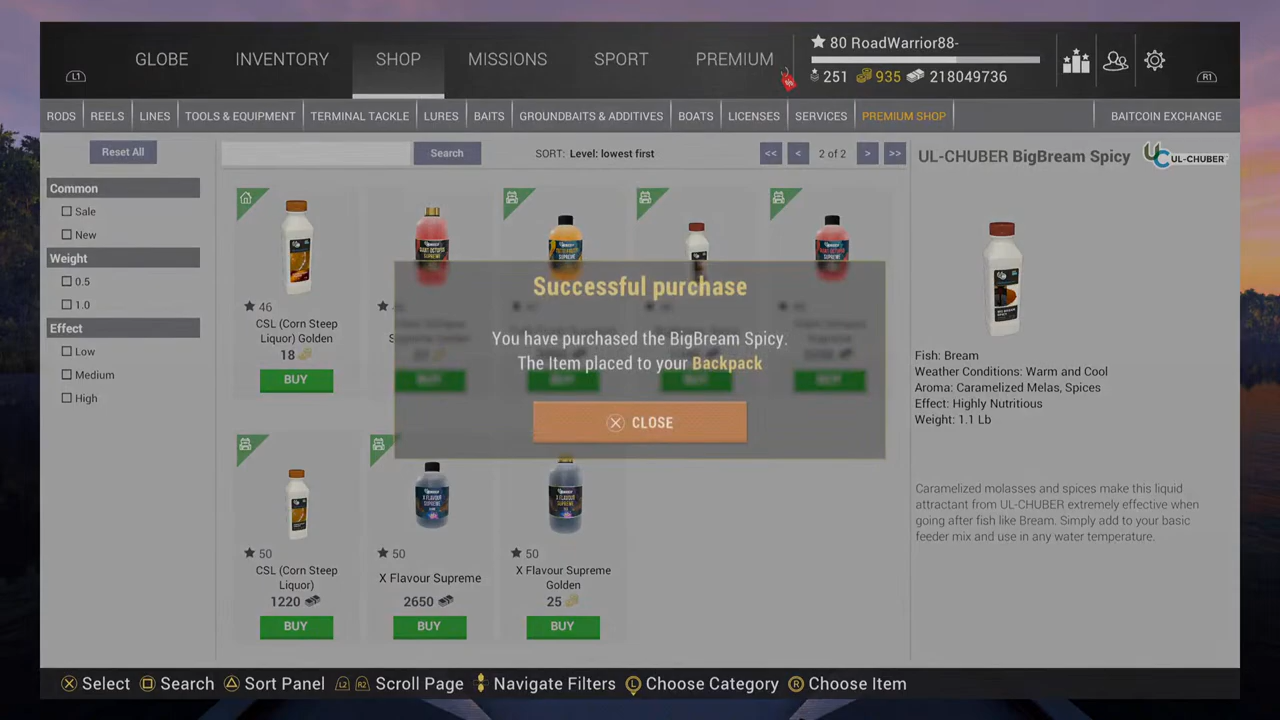 GLOBE INVENTORY SHOP MISSIONS SPORT PREMIUM
80 RoadWarrior88-
251 935 218049736
L1
R1
RODS REELS LINES TOOLS & EQUIPMENT TERMINAL TACKLE LURES BAITS GROUNDBAITS & ADDITIVES BOATS LICENSES SERVICES PREMIUM SHOP BAITCOIN EXCHANGE
Reset All
Search
SORT: Level: lowest first
<< < 2 of 2 > >>
Common
Sale
New
Weight
0.5
1.0
Effect
Low
Medium
High
46
CSL (Corn Steep
Liquor) Golden
18
BUY
Successful purchase
You have purchased the BigBream Spicy.
The Item placed to your Backpack
CLOSE
50
CSL (Corn Steep
Liquor)
1220
BUY
50
X Flavour Supreme
2650
BUY
50
X Flavour Supreme
Golden
25
BUY
UL-CHUBER BigBream Spicy
UL-CHUBER
Fish: Bream
Weather Conditions: Warm and Cool
Aroma: Caramelized Melas, Spices
Effect: Highly Nutritious
Weight: 1.1 Lb
Caramelized molasses and spices make this liquid
attractant from UL-CHUBER extremely effective when
going after fish like Bream. Simply add to your basic
feeder mix and use in any water temperature.
Select Search Sort Panel L2 R2 Scroll Page Navigate Filters L Choose Category R Choose Item